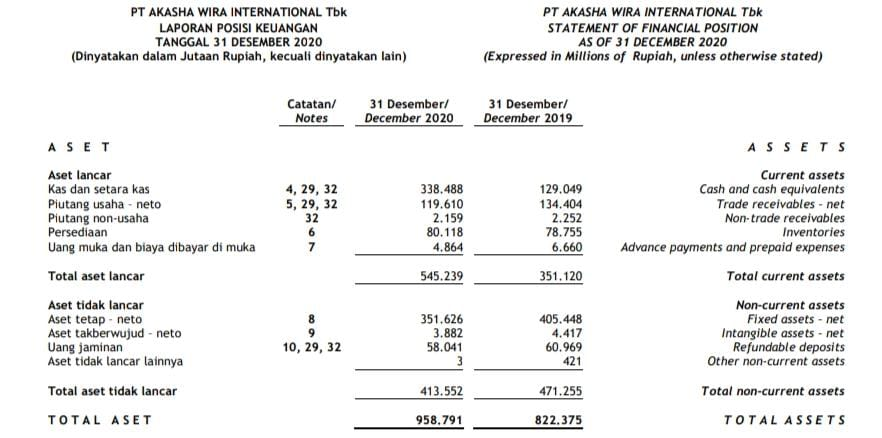 PT AKASHA WIRA INTERNATIONAL Tbk PT AKASHA WIRA INTERNATIONAL Tbk
LAPORAN POSISI KEUANGAN STATEMENT OF FINANCIAL POSITION
TANGGAL 31 DESEMBER 2020 AS OF 31 DECEMBER 2020
(Dinyatakan dalam Jutaan Rupiah, kecuali dinyatakan lain) (Expressed in Millions of Rupiah, unless otherwise stated)
Catatan/ 31 Desember/ 31 Desember/
Notes December 2020 December 2019
A S E T A S S E T S
Aset lancar Current assets
Kas dan setara kas 4, 29, 32 338.488 129.049 Cash and cash equivalents
Piutang usaha - neto 5, 29, 32 119.610 134.404 Trade receivables - net
Piutang non-usaha 32 2.159 2.252 Non-trade receivables
Persediaan 6 80.118 78.755 Inventories
Uang muka dan biaya dibayar di muka 7 4.864 6.660 Advance payments and prepaid expenses
Total aset lancar 545.239 351.120 Total current assets
Aset tidak lancar Non-current assets
Aset tetap - neto 8 351.626 405.448 Fixed assets - net
Aset takberwujud - neto 9 3.882 4.417 Intangible assets - net
Uang jaminan 10, 29, 32 58.041 60.969 Refundable deposits
Aset tidak lancar lainnya 3 421 Other non-current assets
Total aset tidak lancar 413.552 471.255 Total non-current assets
TOTAL ASET 958.791 822.375 TOTAL ASSETS